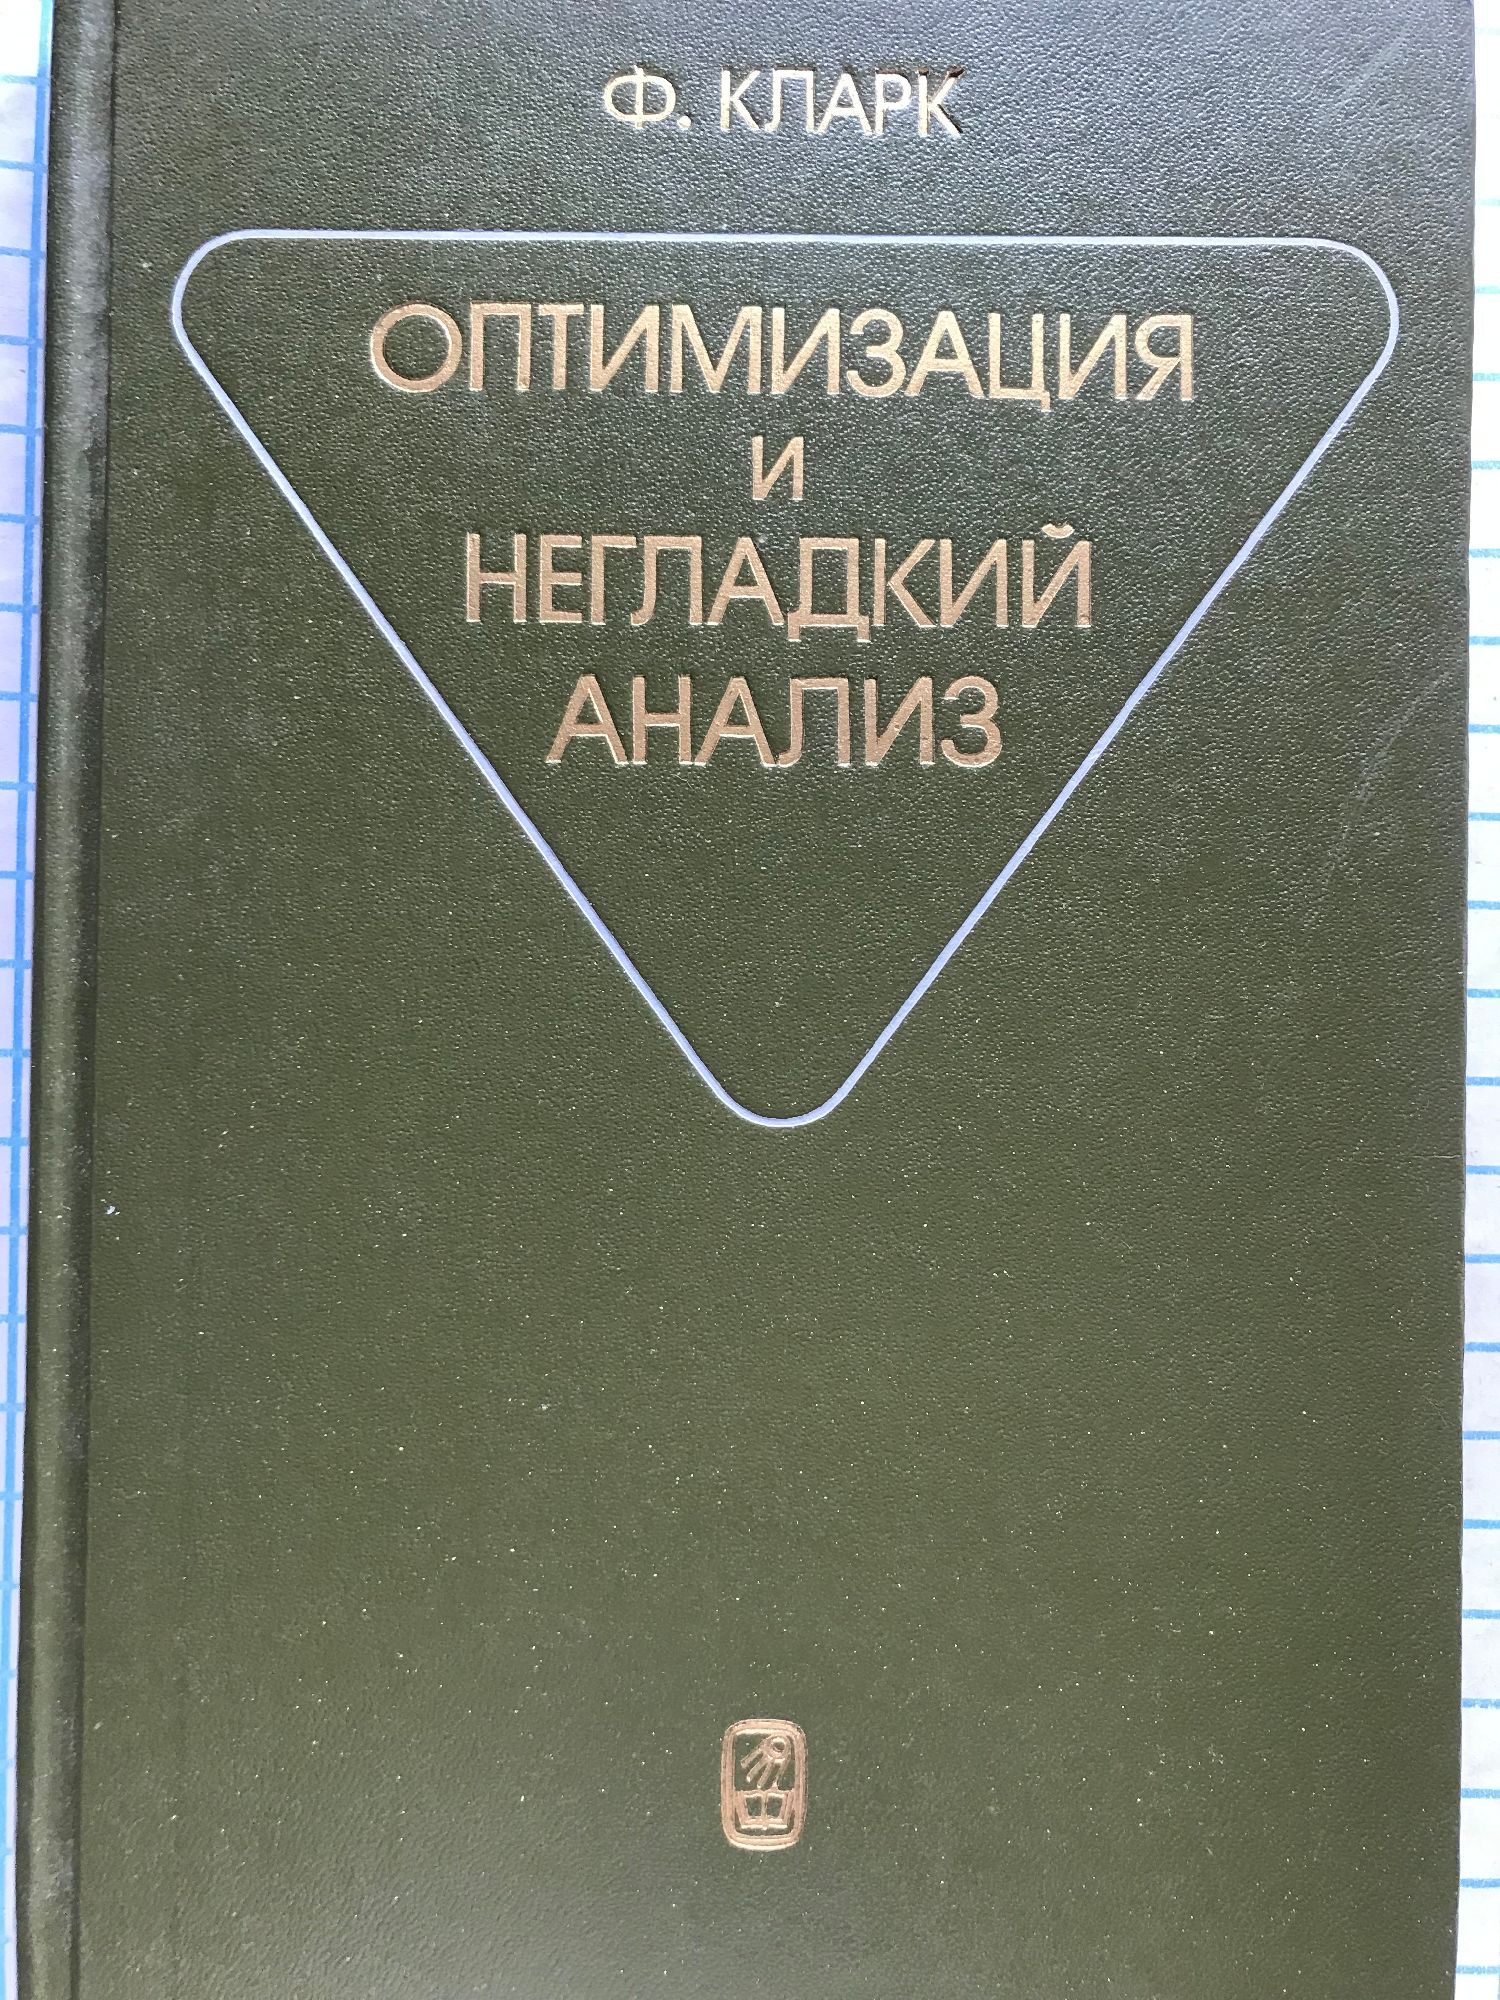 Ф. КЛАРК
ОПТИМИЗАЦИЯ
И
НЕГЛАДКИЙ
АНАЛИЗ